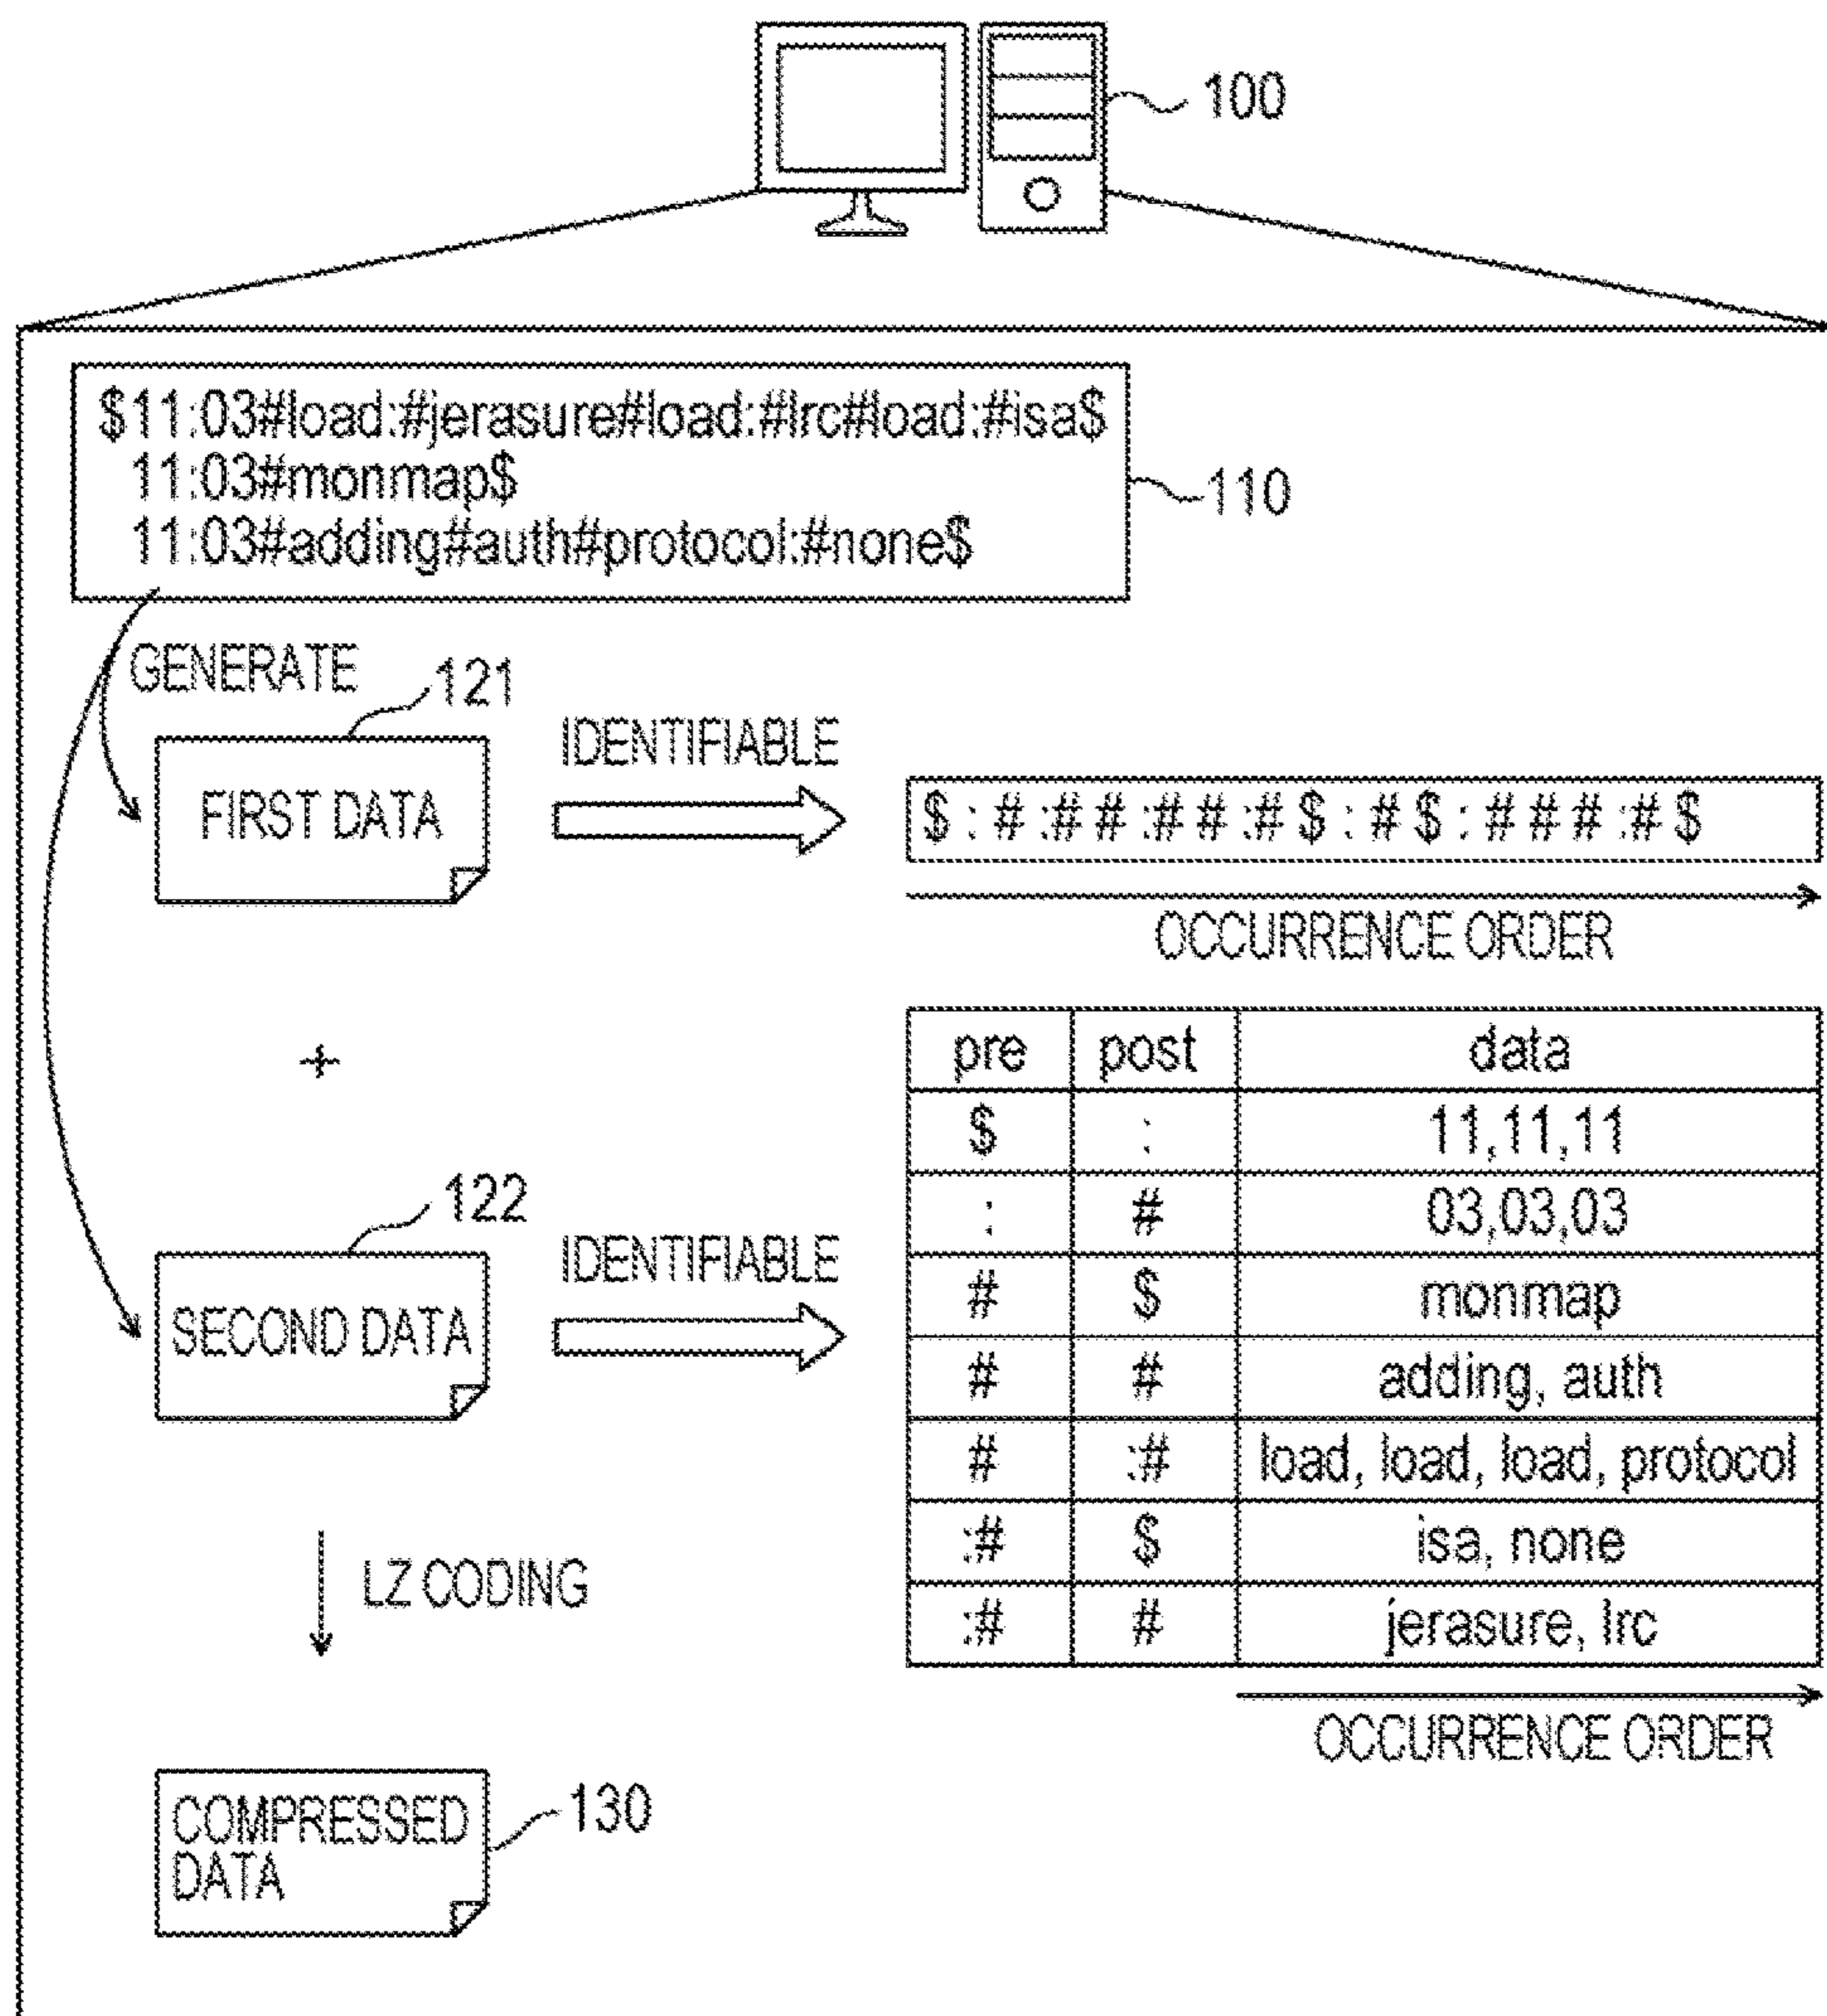 100
$11:03#load:#jerasure#load:#lrc#load:#isa$
11:03#monmap$
11:03#adding#auth#protocol:#none$
110
GENERATE
121
FIRST DATA
IDENTIFIABLE
$ : # :# # :# # :# $ : # $ : # # # :# $
OCCURRENCE ORDER
+
122
SECOND DATA
IDENTIFIABLE
pre post data
$ : 11,11,11
: # 03,03,03
# $ monmap
# # adding, auth
# :# load, load, load, protocol
:# $ isa, none
:# # jerasure, lrc
OCCURRENCE ORDER
LZ CODING
COMPRESSED
DATA
130